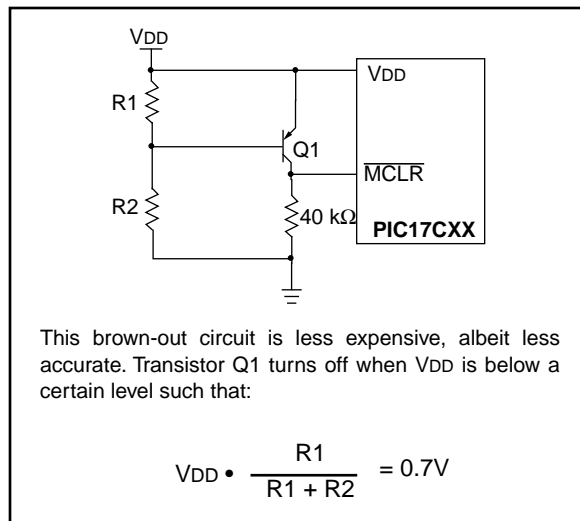 VDD
R1
VDD
Q1
MCLR
R2
40 kΩ
PIC17CXX
This brown-out circuit is less expensive, albeit less
accurate. Transistor Q1 turns off when VDD is below a
certain level such that:
VDD • R1 / R1 + R2 = 0.7V